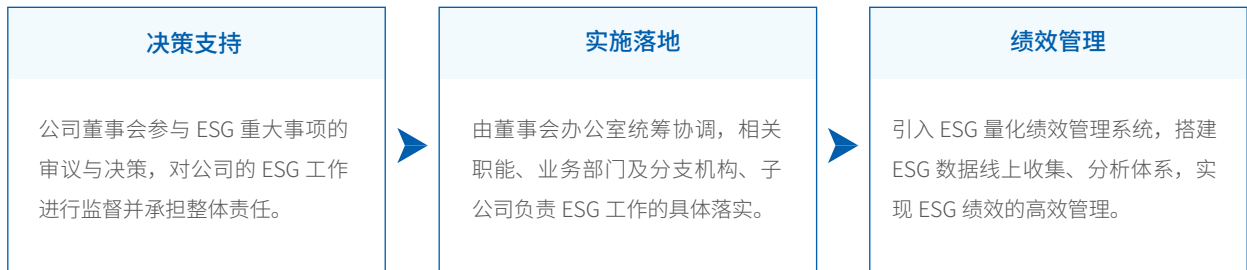 决策支持
公司董事会参与 ESG 重大事项的
审议与决策，对公司的 ESG 工作
进行监督并承担整体责任。
实施落地
由董事会办公室统筹协调，相关
职能、业务部门及分支机构、子
公司负责 ESG 工作的具体落实。
绩效管理
引入 ESG 量化绩效管理系统，搭建
ESG 数据线上收集、分析体系，实
现 ESG 绩效的高效管理。